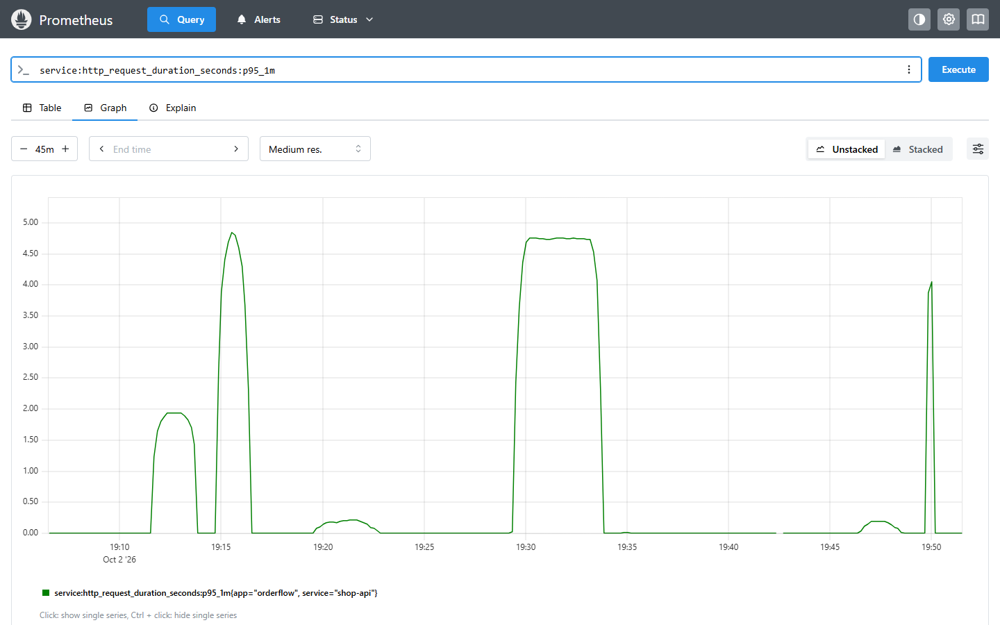 Prometheus
Query
Alerts
Status
service:http_request_duration_seconds:p95_1m
Execute
Table
Graph
Explain
45m
End time
Medium res.
Unstacked
Stacked
5.00
4.50
4.00
3.50
3.00
2.50
2.00
1.50
1.00
0.50
0.00
19:10
19:15
19:20
19:25
19:30
19:35
19:40
19:45
19:50
Oct 2 '26
service:http_request_duration_seconds:p95_1m{app="orderflow", service="shop-api"}
Click: show single series, Ctrl + click: hide single series